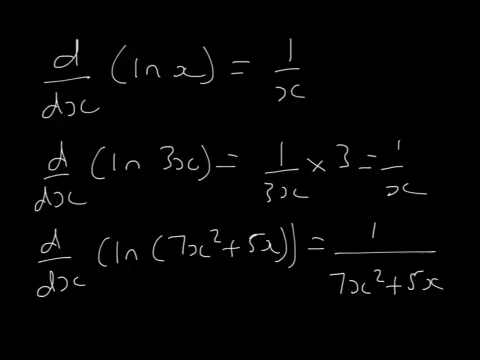 d/dx (ln x) = 1/x
d/dx (ln 3x) = 1/3x × 3 = 1/x
d/dx (ln (7x² + 5x)) = 1/7x² + 5x